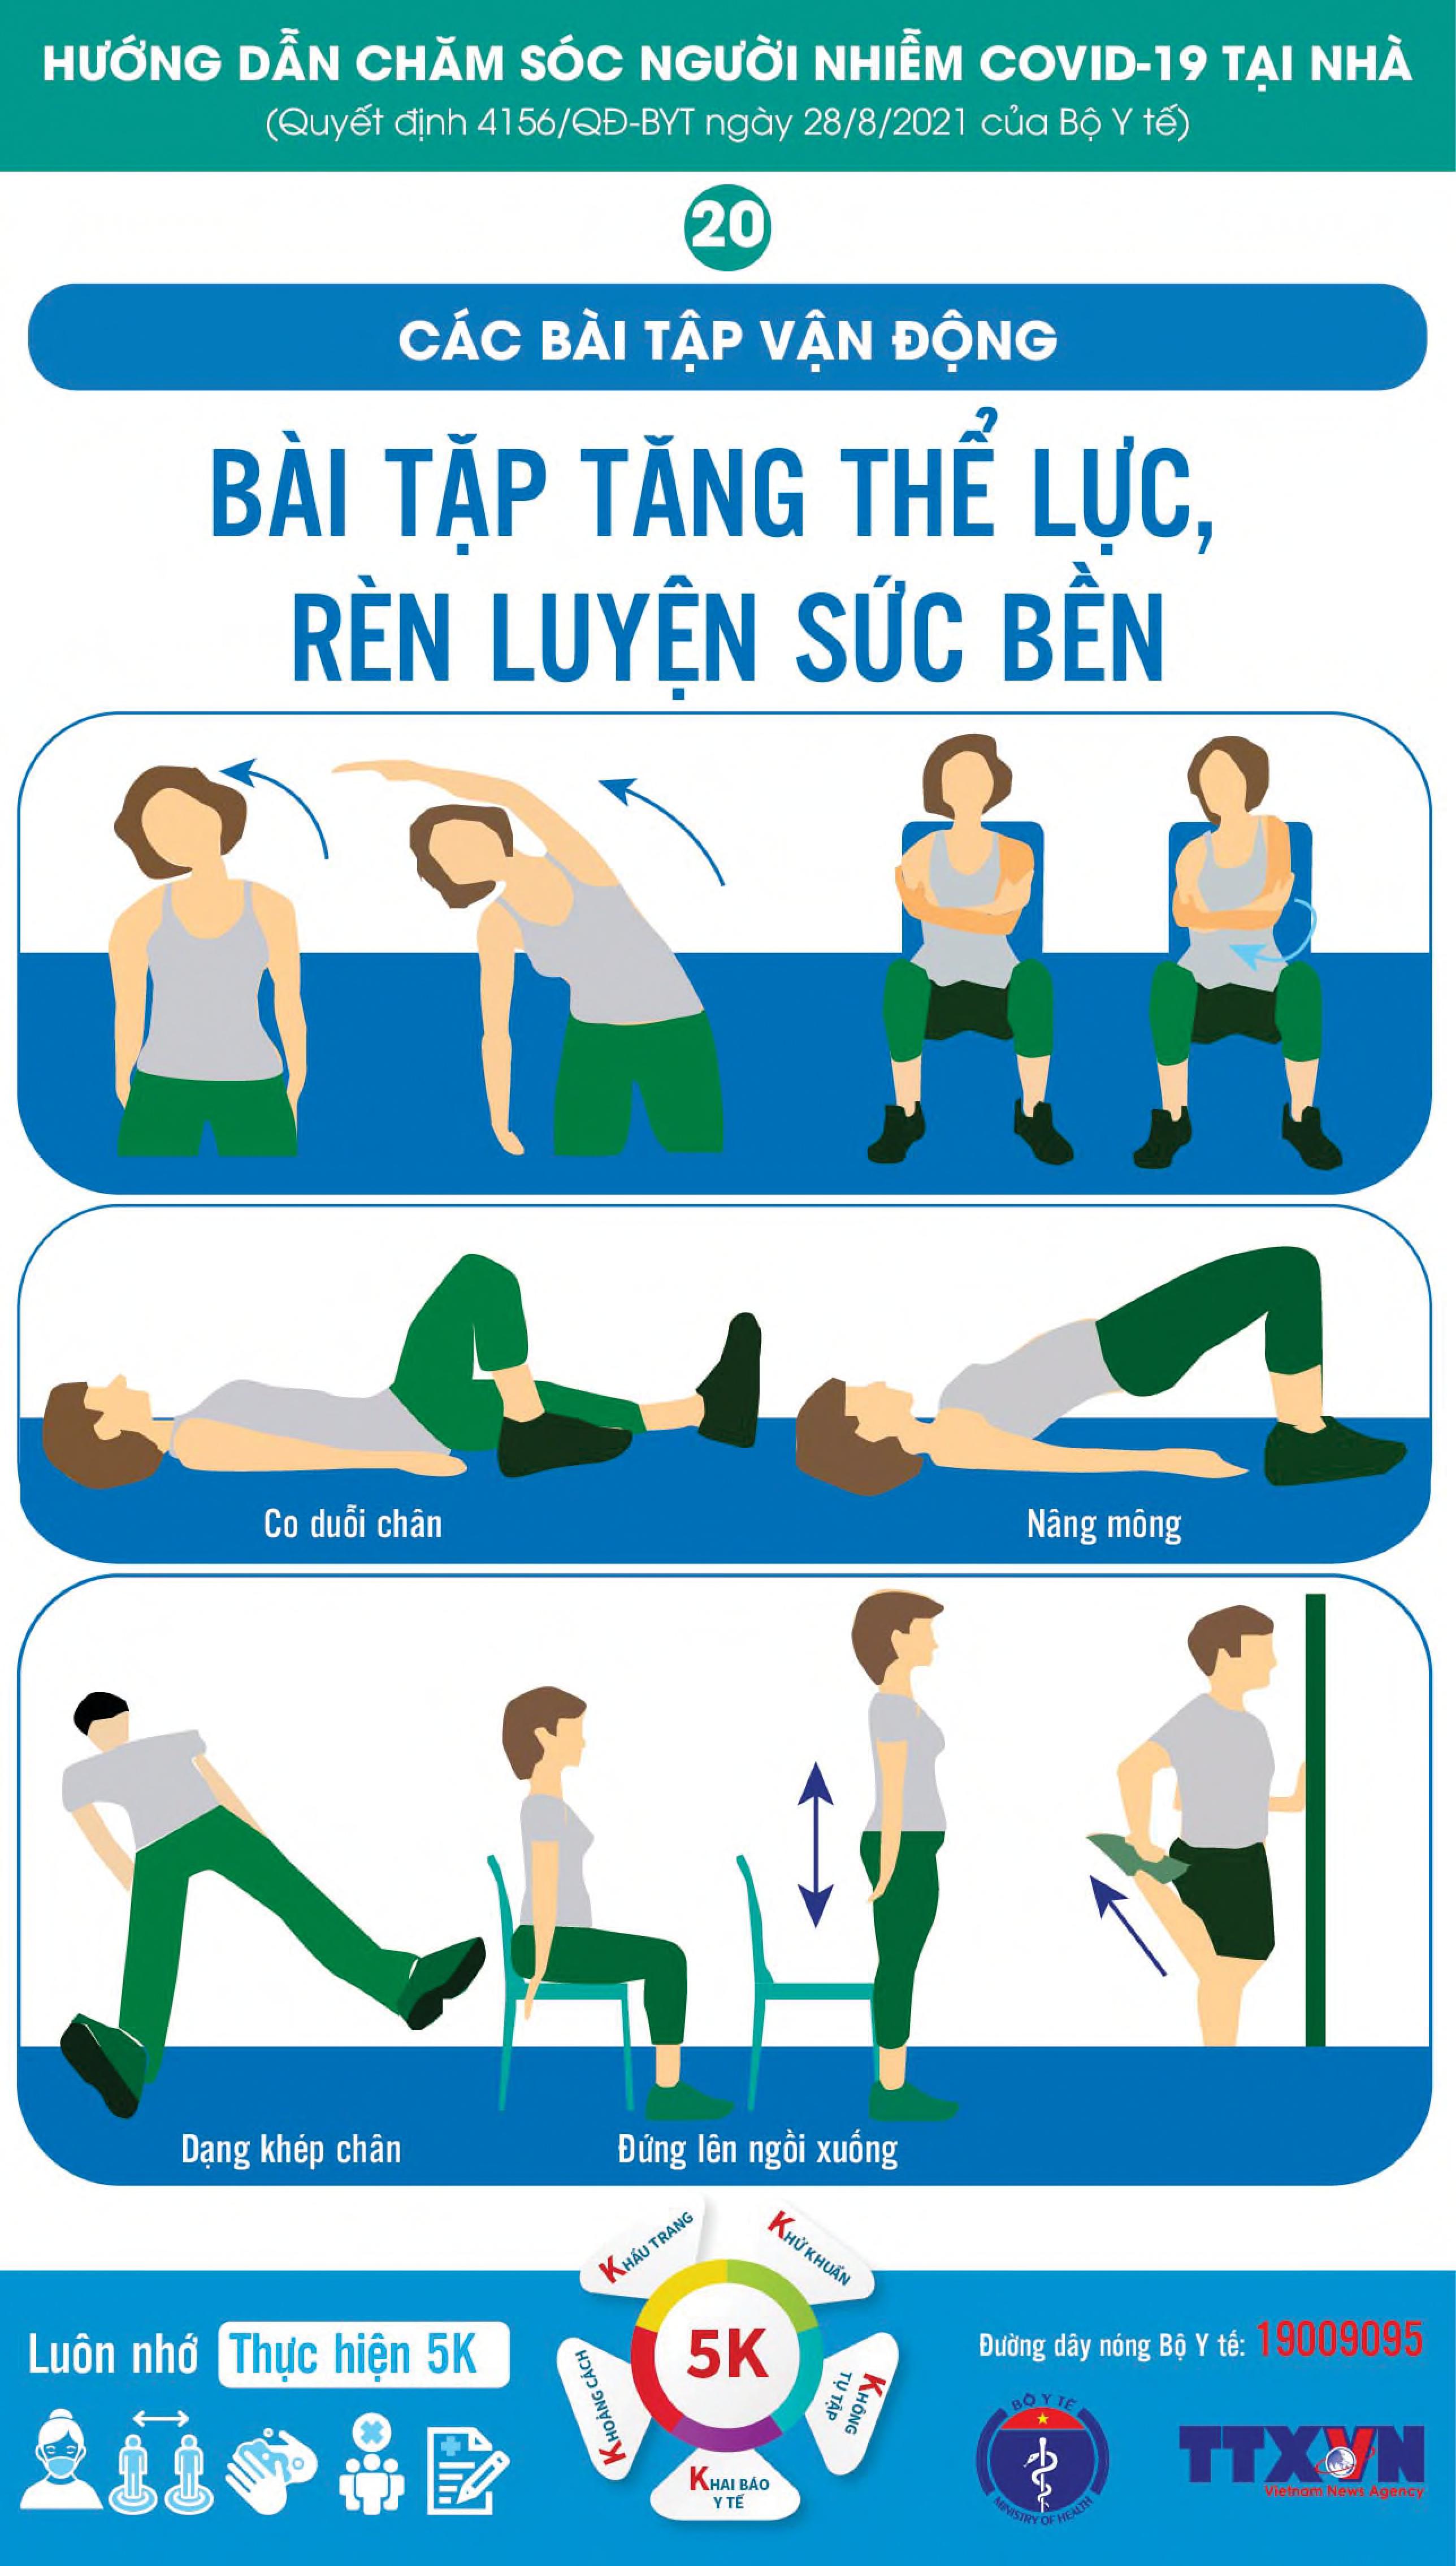 HƯỚNG DẪN CHĂM SÓC NGƯỜI NHIỄM COVID-19 TẠI NHÀ
(Quyết định 4156/QĐ-BYT ngày 28/8/2021 của Bộ Y tế)
20
CÁC BÀI TẬP VẬN ĐỘNG
BÀI TẶP TĂNG THỂ LỰC,
RÈN LUYỆN SỨC BỀN
Co duỗi chân
Nâng mông
Dạng khép chân
Đứng lên ngồi xuống
KHẨU TRANG
KHỬ KHUẨN
Luôn nhớ Thực hiện 5K
5K
Đường dây nóng Bộ Y tế: 19009095
KHOẢNG CÁCH
KHÔNG
TỤ TẬP
KHAI BÁO
Y TẾ
BỘ Y TẾ
MINISTRY OF HEALTH
TTXVN
Vietnam News Agency